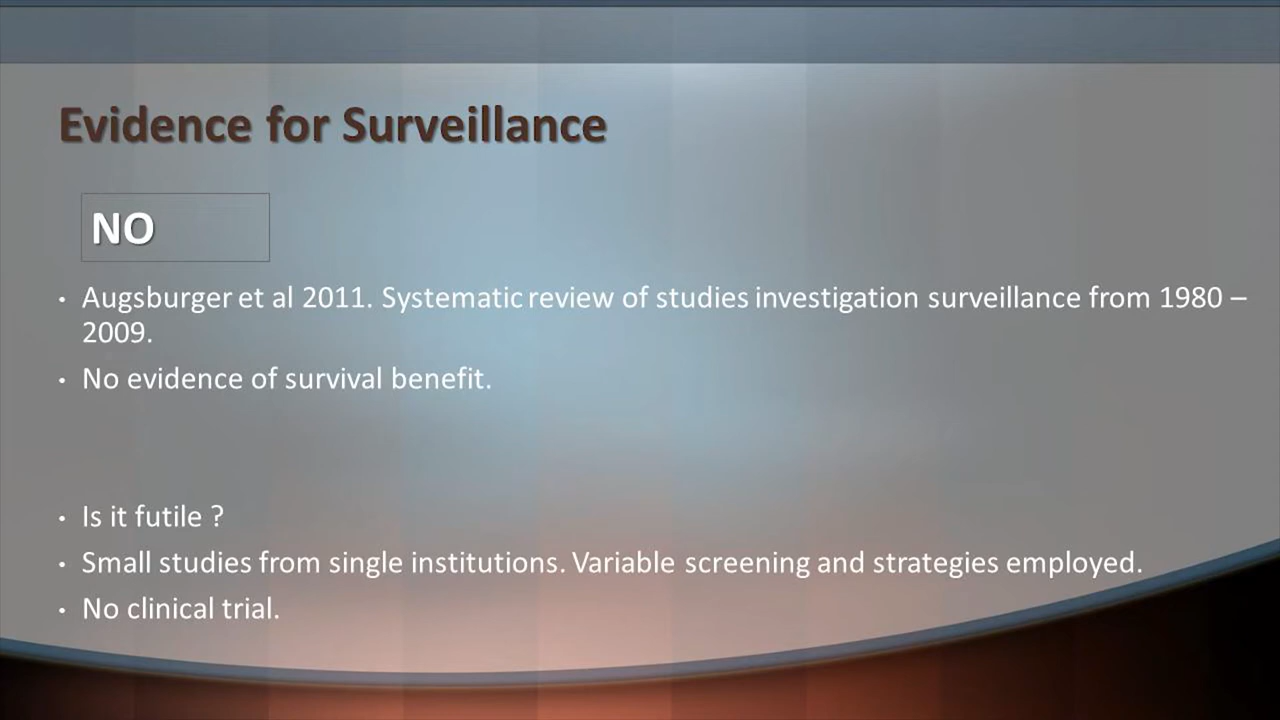 Evidence for Surveillance
NO
• Augsburger et al 2011. Systematic review of studies investigation surveillance from 1980 –
2009.
• No evidence of survival benefit.
• Is it futile ?
• Small studies from single institutions. Variable screening and strategies employed.
• No clinical trial.